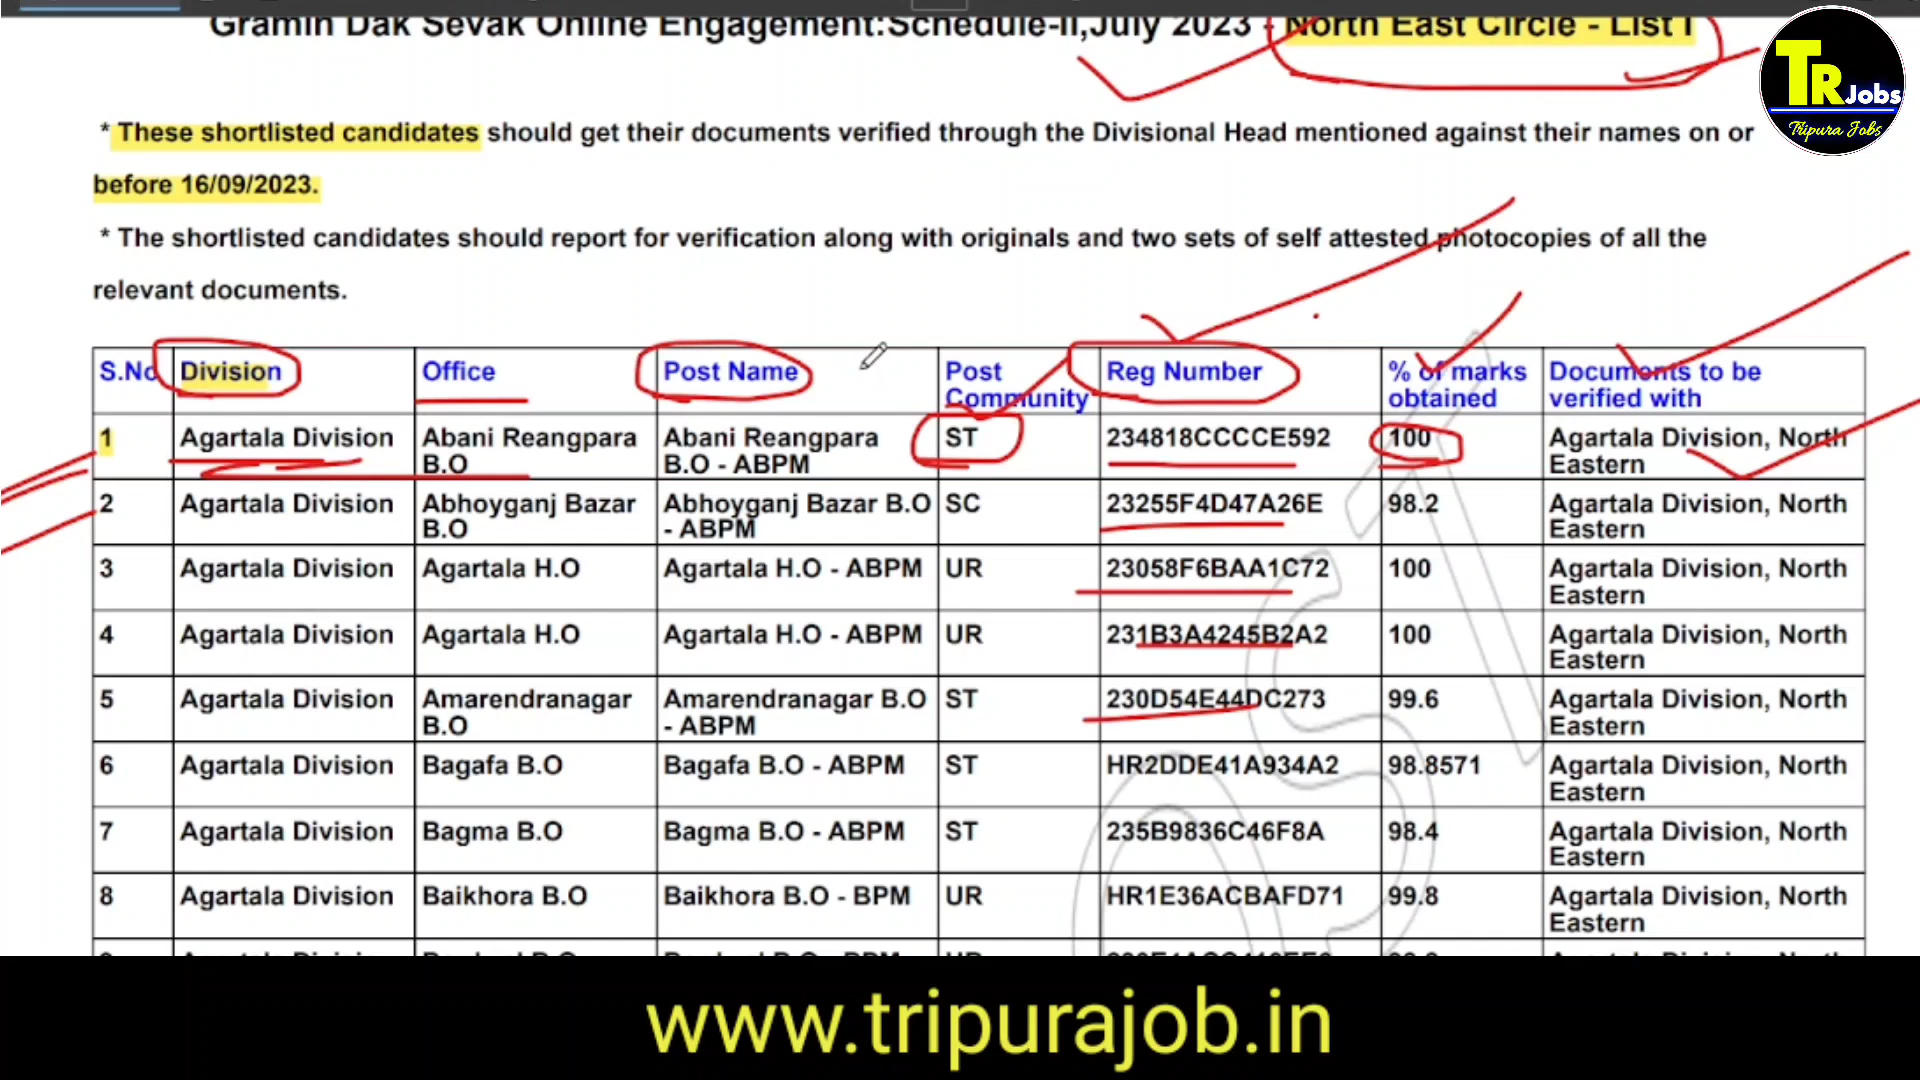 Gramin Dak Sevak Online Engagement:Schedule-II,July 2023 - North East Circle - List I
TR Jobs
Tripura Jobs
* These shortlisted candidates should get their documents verified through the Divisional Head mentioned against their names on or
before 16/09/2023.
* The shortlisted candidates should report for verification along with originals and two sets of self attested photocopies of all the
relevant documents.
S.No Division Office Post Name Post Community Reg Number % of marks obtained Documents to be verified with
1 Agartala Division Abani Reangpara B.O Abani Reangpara B.O - ABPM ST 234818CCCCE592 100 Agartala Division, North Eastern
2 Agartala Division Abhoyganj Bazar B.O Abhoyganj Bazar B.O - ABPM SC 23255F4D47A26E 98.2 Agartala Division, North Eastern
3 Agartala Division Agartala H.O Agartala H.O - ABPM UR 23058F6BAA1C72 100 Agartala Division, North Eastern
4 Agartala Division Agartala H.O Agartala H.O - ABPM UR 231B3A4245B2A2 100 Agartala Division, North Eastern
5 Agartala Division Amarendranagar B.O Amarendranagar B.O - ABPM ST 230D54E44DC273 99.6 Agartala Division, North Eastern
6 Agartala Division Bagafa B.O Bagafa B.O - ABPM ST HR2DDE41A934A2 98.8571 Agartala Division, North Eastern
7 Agartala Division Bagma B.O Bagma B.O - ABPM ST 235B9836C46F8A 98.4 Agartala Division, North Eastern
8 Agartala Division Baikhora B.O Baikhora B.O - BPM UR HR1E36ACBAFD71 99.8 Agartala Division, North Eastern
www.tripurajob.in